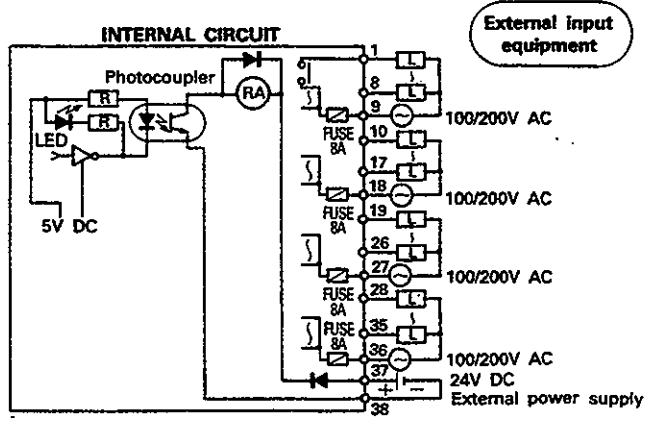 INTERNAL CIRCUIT
External input
equipment
Photocoupler
R
R
LED
5V DC
RA
1
L
8
L
9
100/200V AC
FUSE
8A
10
L
17
L
18
100/200V AC
FUSE
8A
19
L
26
L
27
100/200V AC
FUSE
8A
28
L
35
L
FUSE
8A
36
100/200V AC
37
24V DC
+ −
External power supply
38